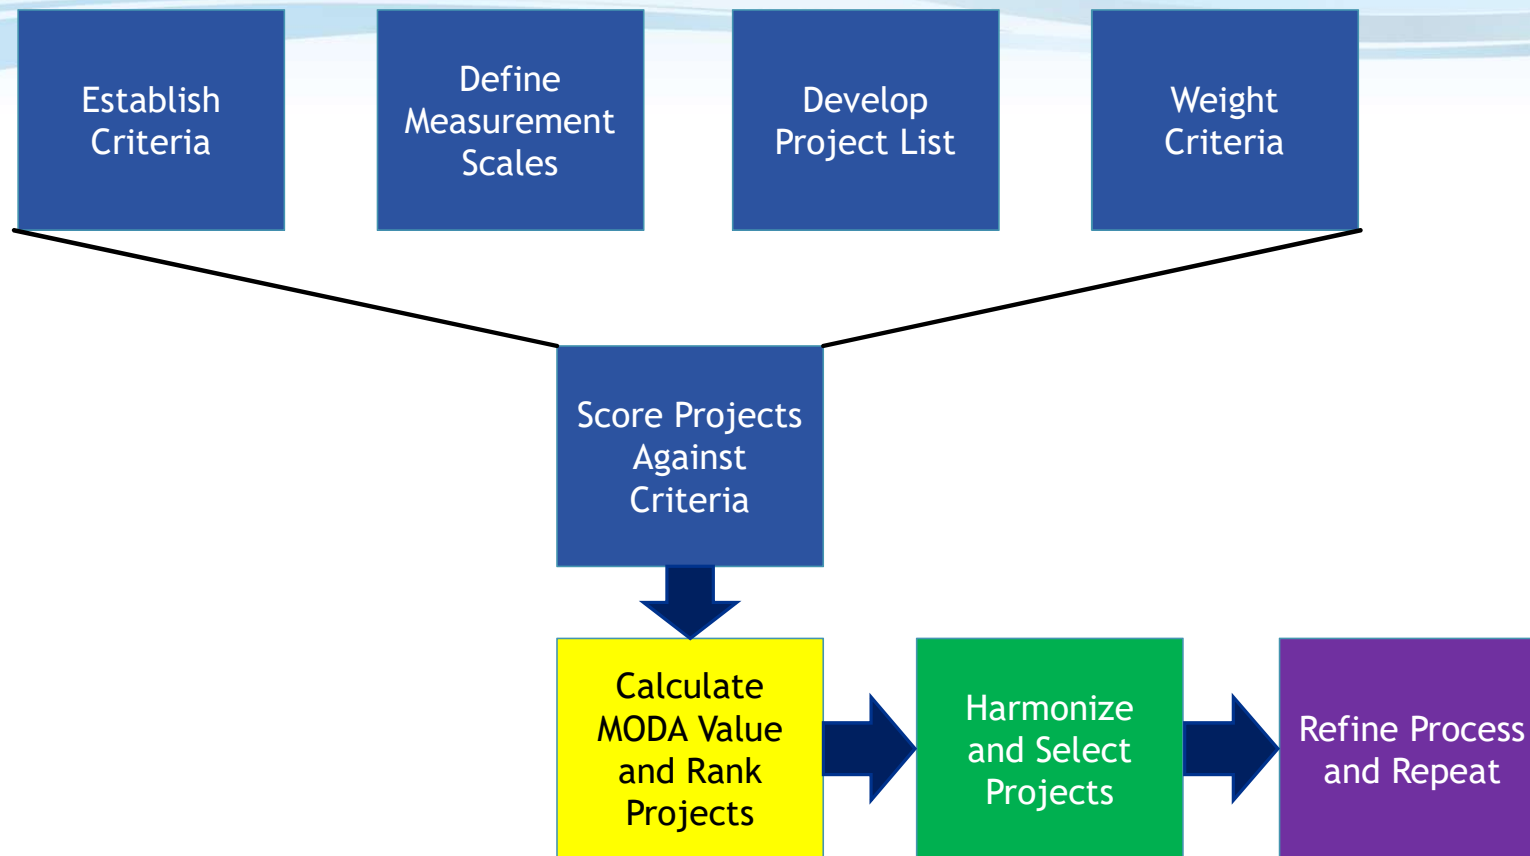 Establish
Criteria
Define
Measurement
Scales
Develop
Project List
Weight
Criteria
Score Projects
Against
Criteria
Calculate
MODA Value
and Rank
Projects
Harmonize
and Select
Projects
Refine Process
and Repeat